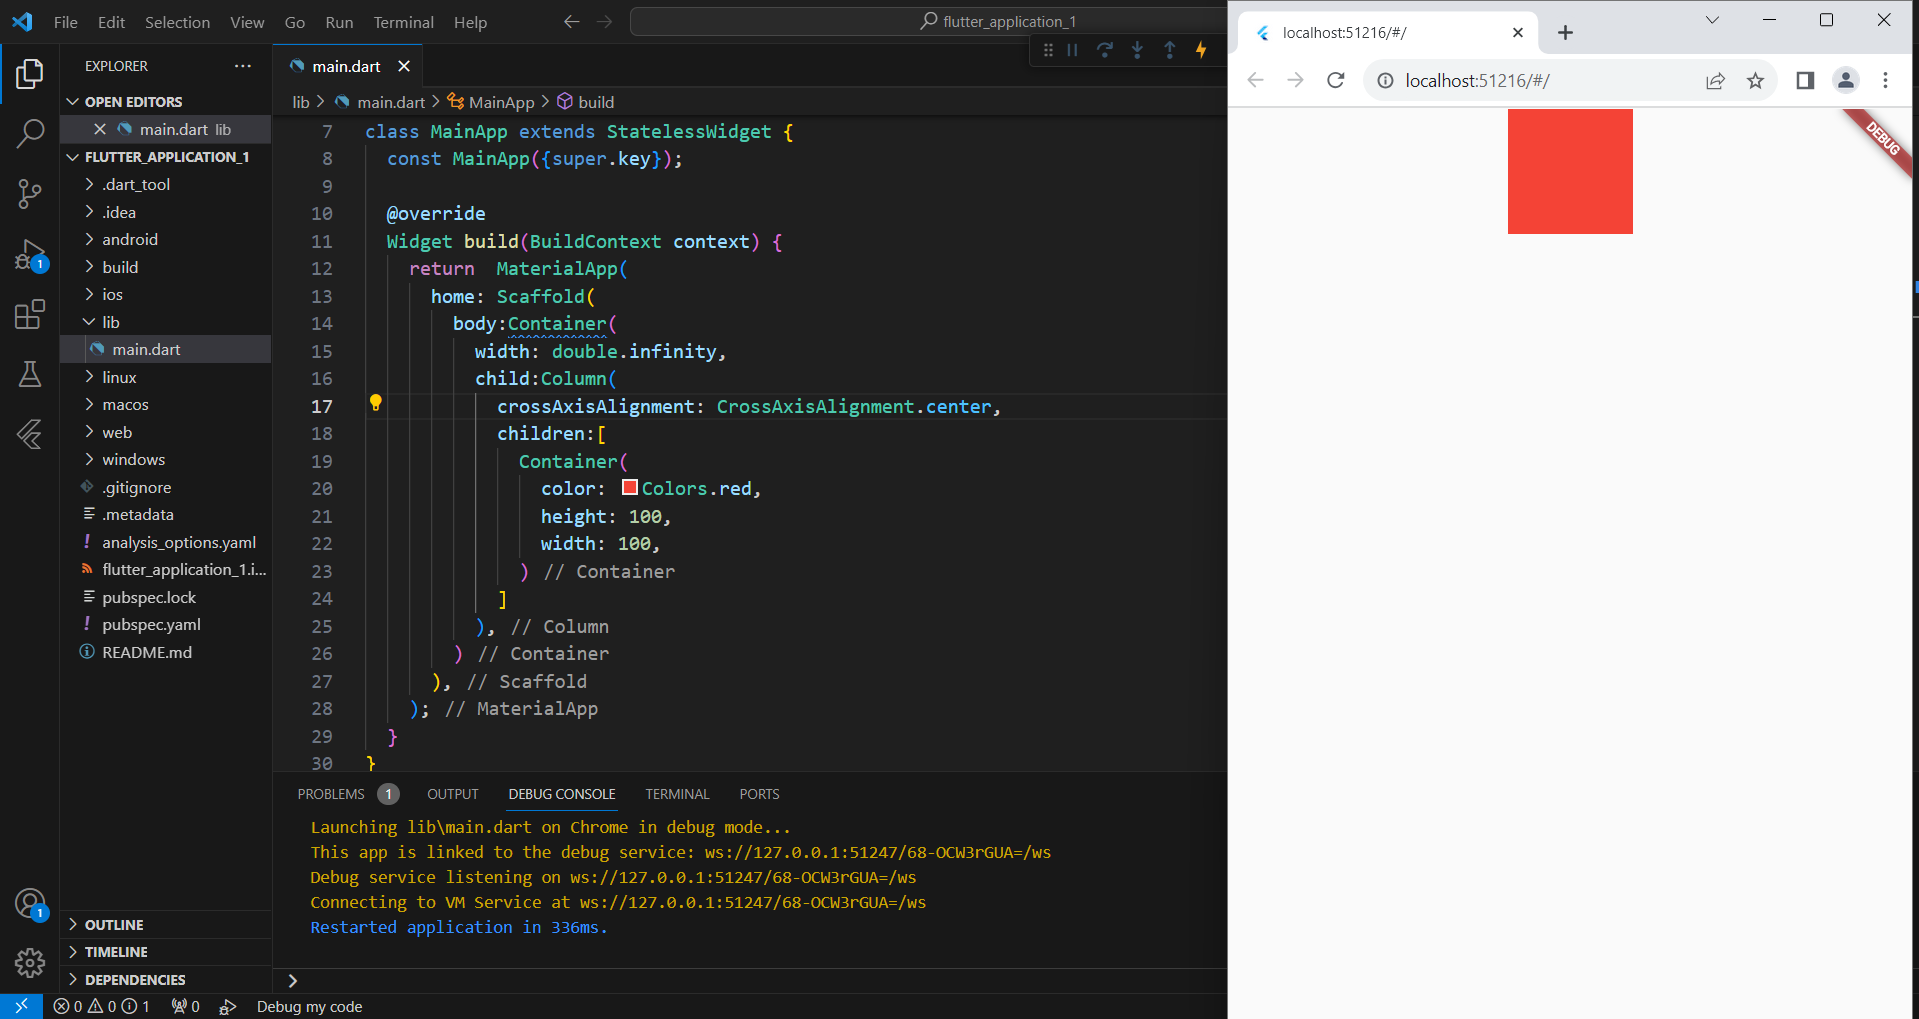 File Edit Selection View Go Run Terminal Help
flutter_application_1
EXPLORER
OPEN EDITORS
main.dart lib
FLUTTER_APPLICATION_1
.dart_tool
.idea
android
build
ios
lib
main.dart
linux
macos
web
windows
.gitignore
.metadata
analysis_options.yaml
flutter_application_1.i...
pubspec.lock
pubspec.yaml
README.md
OUTLINE
TIMELINE
DEPENDENCIES
1
1
main.dart
lib > main.dart > MainApp > build
7 class MainApp extends StatelessWidget {
8 const MainApp({super.key});
9
10 @override
11 Widget build(BuildContext context) {
12 return  MaterialApp(
13 home: Scaffold(
14 body:Container(
15 width: double.infinity,
16 child:Column(
17 crossAxisAlignment: CrossAxisAlignment.center,
18 children:[
19 Container(
20 color: Colors.red,
21 height: 100,
22 width: 100,
23 ) // Container
24 ]
25 ), // Column
26 ) // Container
27 ), // Scaffold
28 ); // MaterialApp
29 }
30 }
PROBLEMS 1 OUTPUT DEBUG CONSOLE TERMINAL PORTS
Launching lib\main.dart on Chrome in debug mode...
This app is linked to the debug service: ws://127.0.0.1:51247/68-OCW3rGUA=/ws
Debug service listening on ws://127.0.0.1:51247/68-OCW3rGUA=/ws
Connecting to VM Service at ws://127.0.0.1:51247/68-OCW3rGUA=/ws
Restarted application in 336ms.
>
0 0 1 0 Debug my code
localhost:51216/#/
localhost:51216/#/
DEBUG